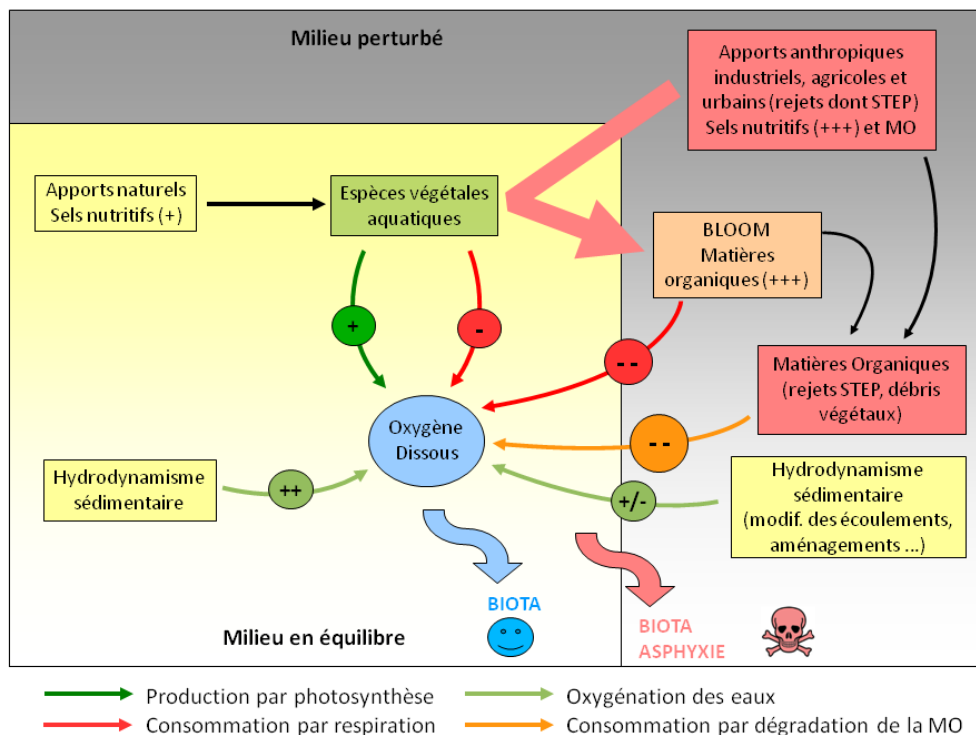 Milieu perturbé
Apports anthropiques
industriels, agricoles et
urbains (rejets dont STEP)
Sels nutritifs (+++) et MO
Apports naturels
Sels nutritifs (+)
Espèces végétales
aquatiques
BLOOM
Matières
organiques (+++)
+
-
--
Matières Organiques
(rejets STEP, débris
végétaux)
Oxygène
Dissous
--
Hydrodynamisme
sédimentaire
++
+/-
Hydrodynamisme
sédimentaire
(modif. des écoulements,
aménagements ...)
BIOTA
BIOTA
ASPHYXIE
Milieu en équilibre
Production par photosynthèse
Oxygénation des eaux
Consommation par respiration
Consommation par dégradation de la MO